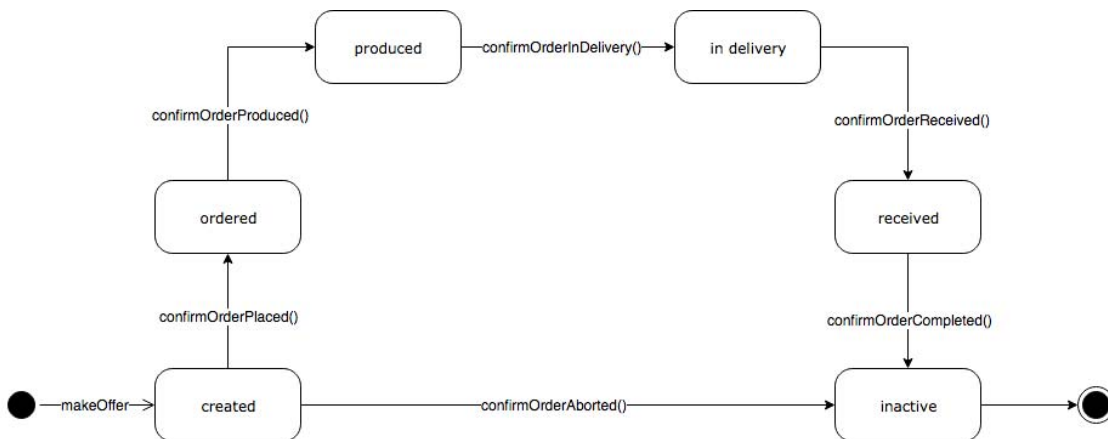 produced
confirmOrderInDelivery()
in delivery
confirmOrderProduced()
confirmOrderReceived()
ordered
received
confirmOrderPlaced()
confirmOrderCompleted()
makeOffer
created
confirmOrderAborted()
inactive